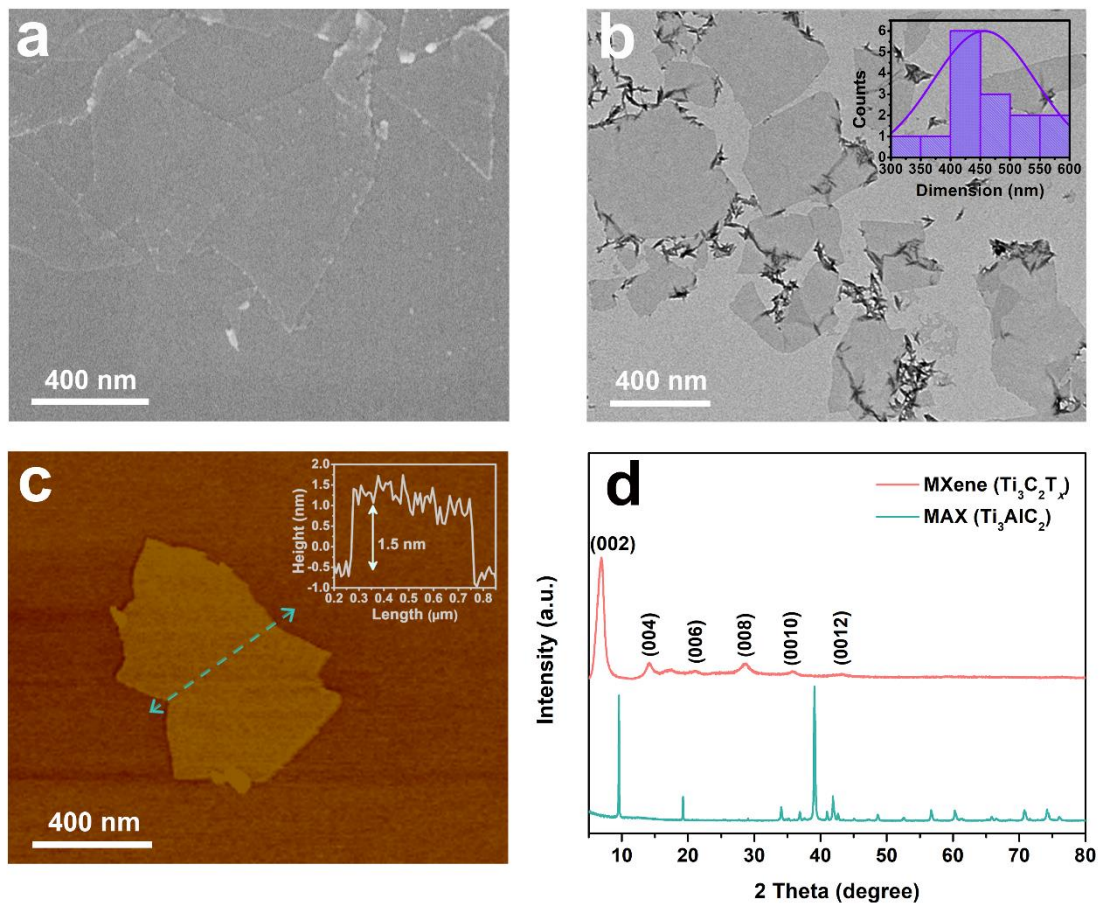 a
400 nm
b
6
5
4
3
2
1
0
Counts
300 350 400 450 500 550 600
Dimension (nm)
400 nm
c
2.0
1.5
1.0
0.5
0.0
-0.5
-1.0
Height (nm)
1.5 nm
0.2 0.3 0.4 0.5 0.6 0.7 0.8
Length (μm)
400 nm
d
MXene (Ti₃C₂Tₓ)
MAX (Ti₃AlC₂)
(002)
(004)
(006)
(008)
(0010)
(0012)
Intensity (a.u.)
10 20 30 40 50 60 70 80
2 Theta (degree)